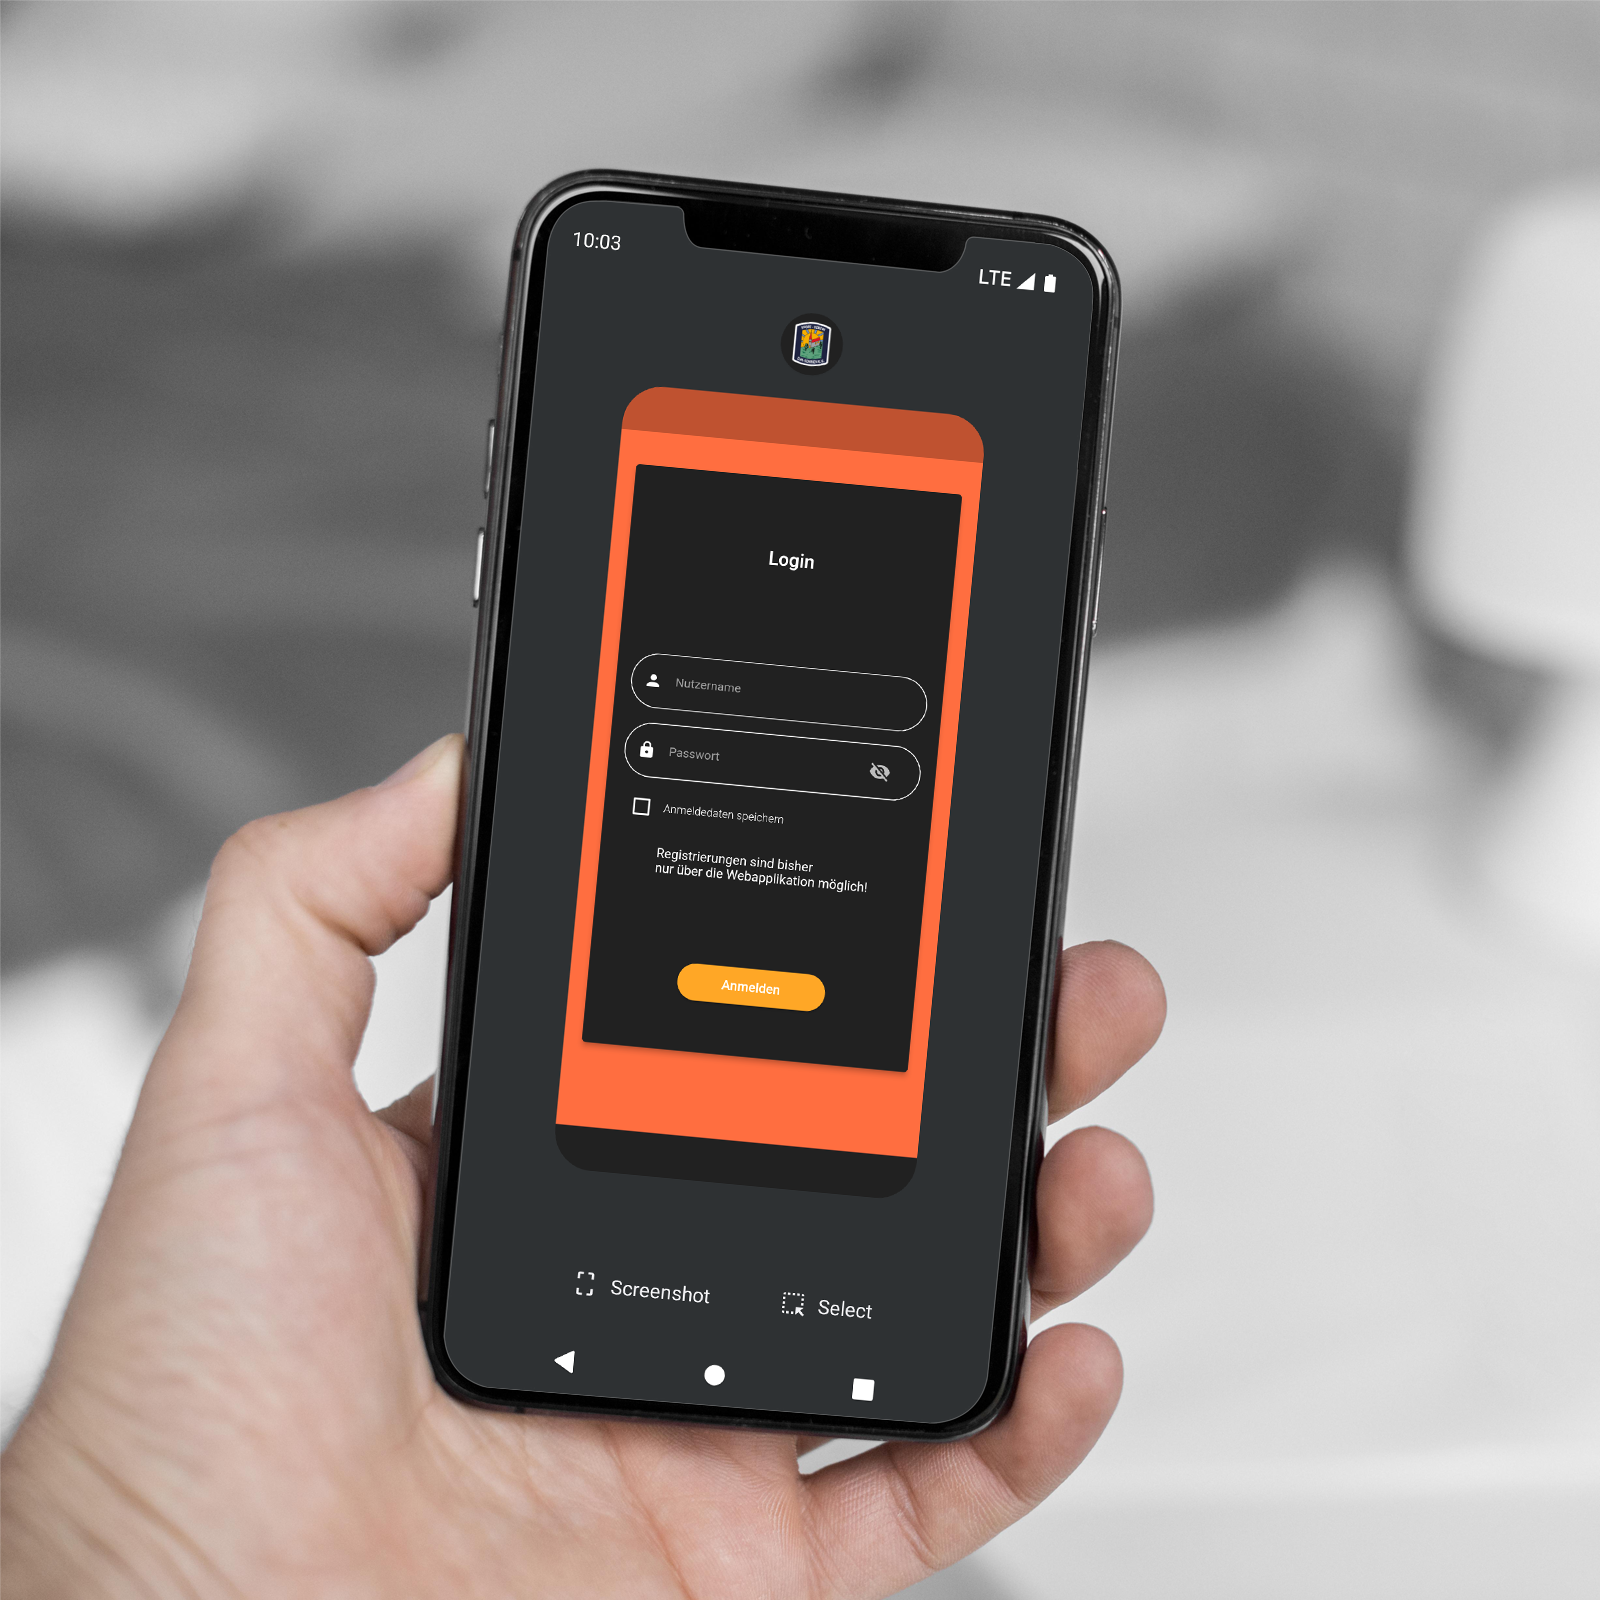 10:03
LTE
Login
Nutzername
Passwort
Anmeldedaten speichern
Registrierungen sind bisher
nur über die Webapplikation möglich!
Anmelden
Screenshot
Select